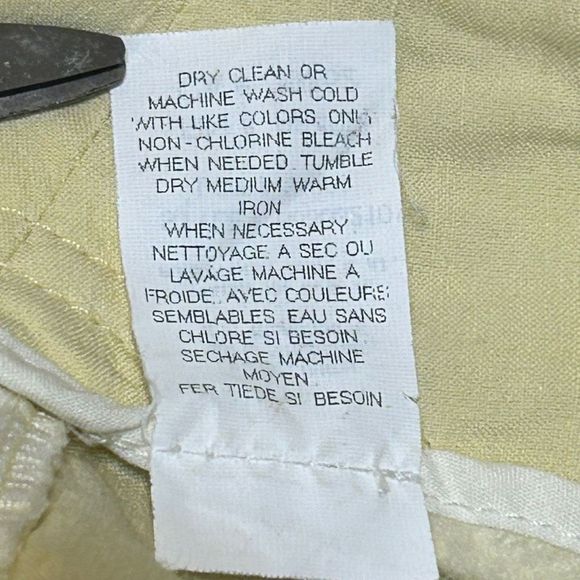 DRY CLEAN OR
MACHINE WASH COLD
WITH LIKE COLORS, ONLY
NON-CHLORINE BLEACH
WHEN NEEDED. TUMBLE
DRY MEDIUM WARM
IRON
WHEN NECESSARY
NETTOYAGE A SEC OU
LAVAGE MACHINE A
FROIDE, AVEC COULEURE
SEMBLABLES, EAU SANS
CHLORE SI BESOIN
SECHAGE MACHINE
MOYEN
FER TIEDE SI BESOIN